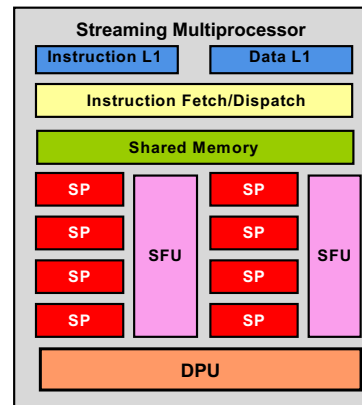 Streaming Multiprocessor
Instruction L1 Data L1
Instruction Fetch/Dispatch
Shared Memory
SP SP
SP SP
SFU SFU
SP SP
SP SP
DPU